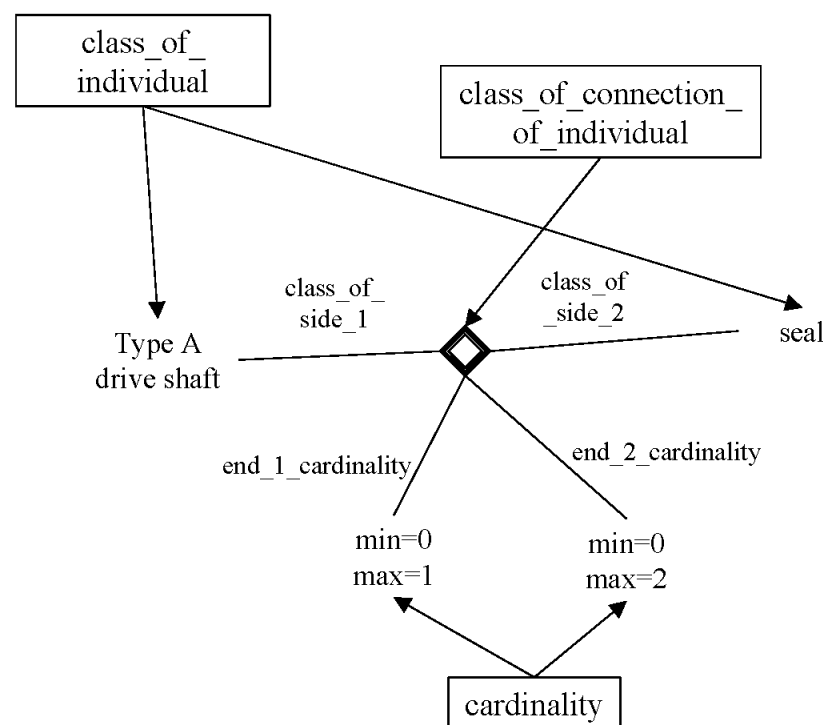 class_of_
individual
class_of_connection_
of_individual
class_of_
side_1
class_of
_side_2
Type A
drive shaft
seal
end_1_cardinality
end_2_cardinality
min=0
max=1
min=0
max=2
cardinality